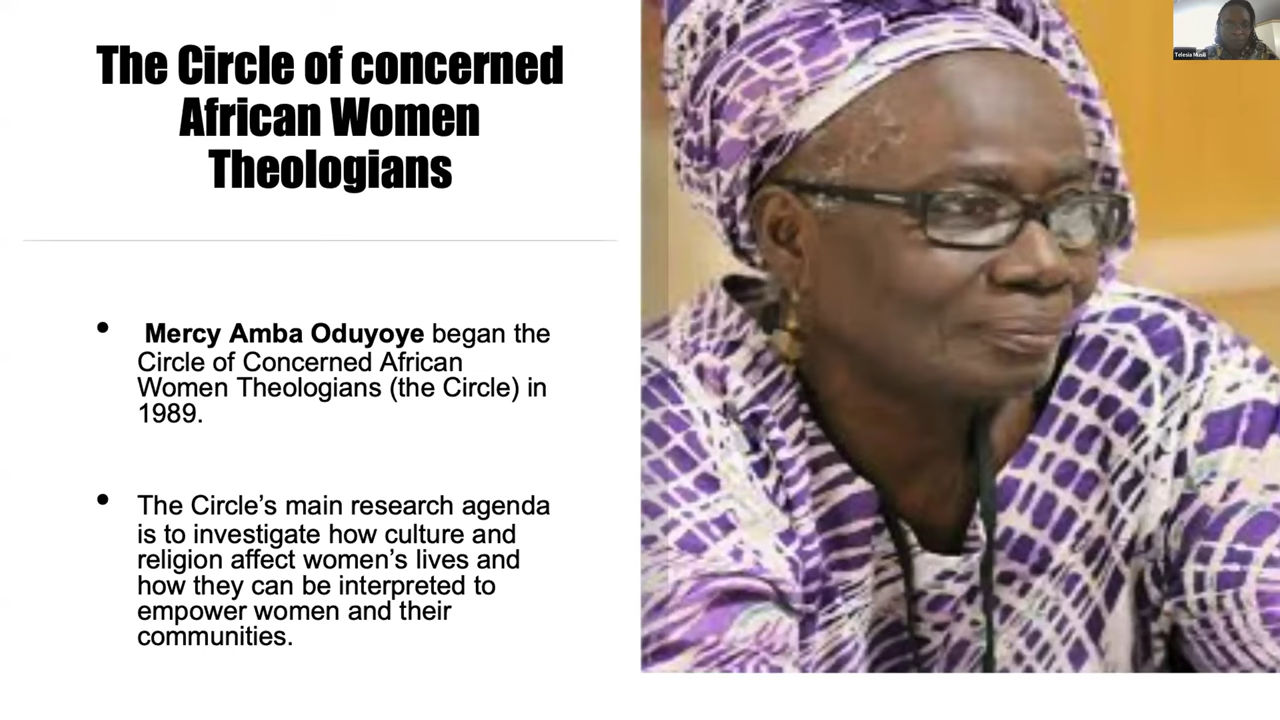 The Circle of concerned
African Women
Theologians
• Mercy Amba Oduyoye began the
Circle of Concerned African
Women Theologians (the Circle) in
1989.
• The Circle’s main research agenda
is to investigate how culture and
religion affect women’s lives and
how they can be interpreted to
empower women and their
communities.
Telesia Musili